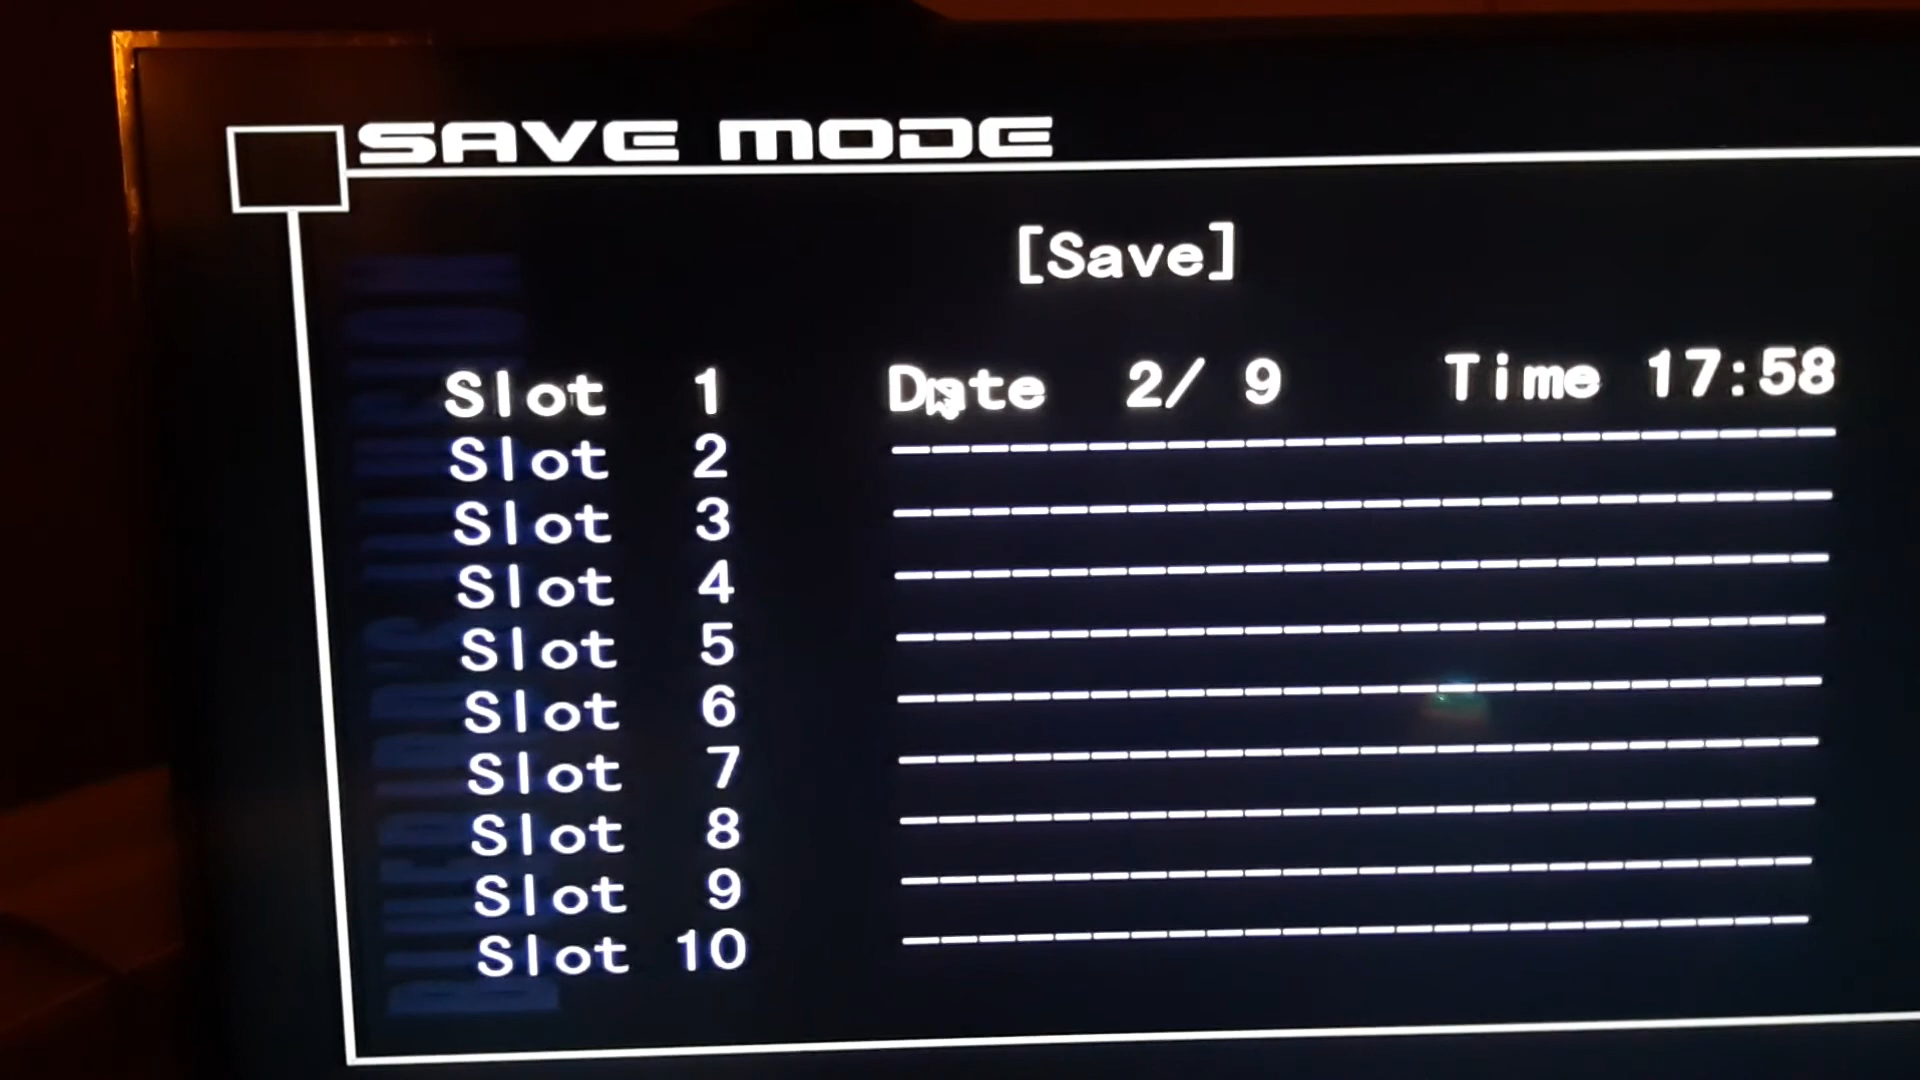 SAVE MODE
[Save]
Slot 1 Date 2/ 9 Time 17:58
Slot 2 ------------------------
Slot 3 ------------------------
Slot 4 ------------------------
Slot 5 ------------------------
Slot 6 ------------------------
Slot 7 ------------------------
Slot 8 ------------------------
Slot 9 ------------------------
Slot 10 ------------------------